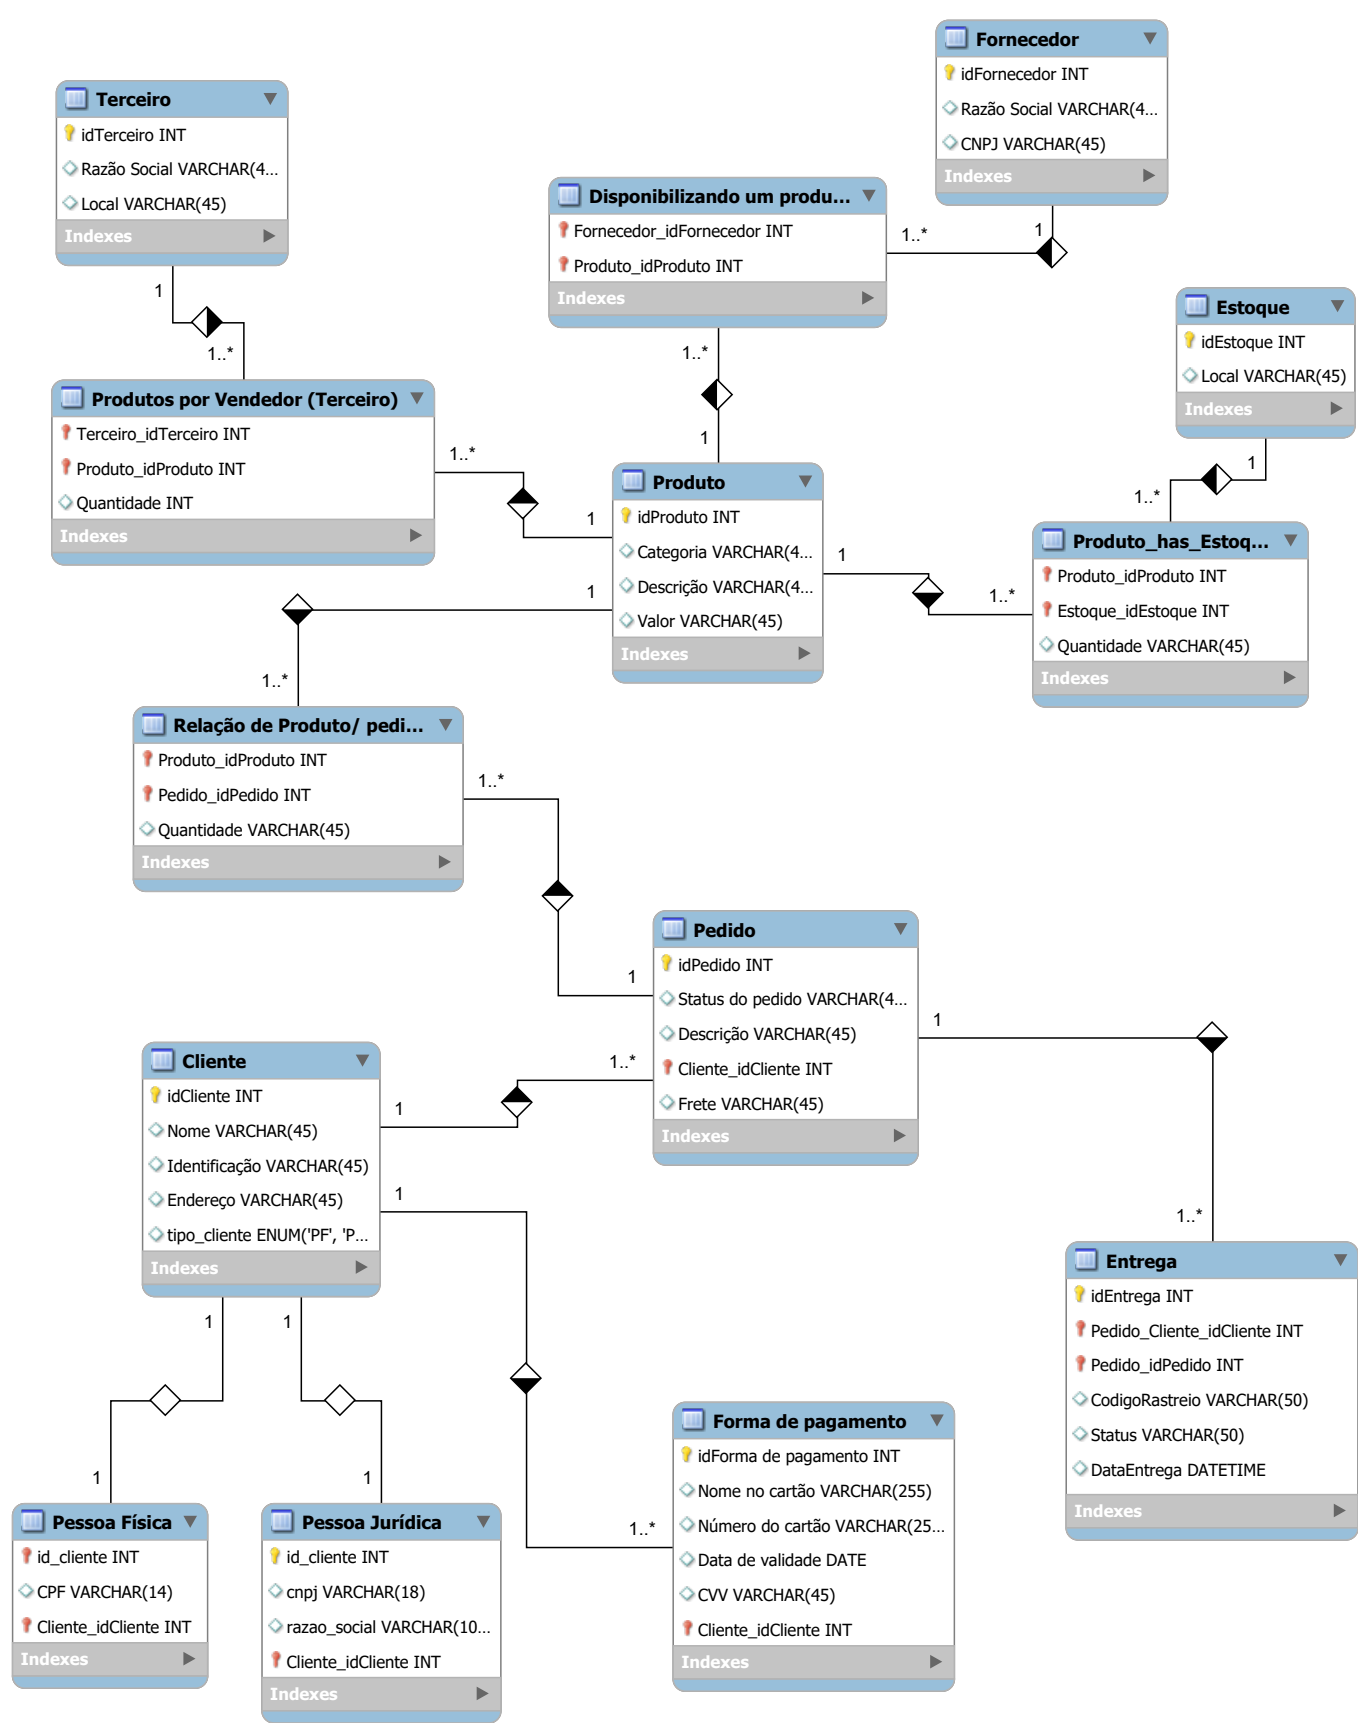 Fornecedor
idFornecedor INT
Razão Social VARCHAR(4...
CNPJ VARCHAR(45)
Indexes
Terceiro
idTerceiro INT
Razão Social VARCHAR(4...
Local VARCHAR(45)
Indexes
Disponibilizando um produ...
Fornecedor_idFornecedor INT
Produto_idProduto INT
Indexes
1..*
1
Estoque
idEstoque INT
Local VARCHAR(45)
Indexes
1
1..*
1..*
1
Produtos por Vendedor (Terceiro)
Terceiro_idTerceiro INT
Produto_idProduto INT
Quantidade INT
Indexes
1..*
1
Produto
idProduto INT
Categoria VARCHAR(4...
Descrição VARCHAR(4...
Valor VARCHAR(45)
Indexes
1
1..*
Produto_has_Estoq...
Produto_idProduto INT
Estoque_idEstoque INT
Quantidade VARCHAR(45)
Indexes
1
1..*
1
1..*
Relação de Produto/ pedi...
Produto_idProduto INT
Pedido_idPedido INT
Quantidade VARCHAR(45)
Indexes
1..*
1
Pedido
idPedido INT
Status do pedido VARCHAR(4...
Descrição VARCHAR(45)
Cliente_idCliente INT
Frete VARCHAR(45)
Indexes
1
1..*
Cliente
idCliente INT
Nome VARCHAR(45)
Identificação VARCHAR(45)
Endereço VARCHAR(45)
tipo_cliente ENUM('PF', 'P...
Indexes
1
1..*
1
1..*
Entrega
idEntrega INT
Pedido_Cliente_idCliente INT
Pedido_idPedido INT
CodigoRastreio VARCHAR(50)
Status VARCHAR(50)
DataEntrega DATETIME
Indexes
1
1
1
1
Forma de pagamento
idForma de pagamento INT
Nome no cartão VARCHAR(255)
Número do cartão VARCHAR(25...
Data de validade DATE
CVV VARCHAR(45)
Cliente_idCliente INT
Indexes
Pessoa Física
id_cliente INT
CPF VARCHAR(14)
Cliente_idCliente INT
Indexes
Pessoa Jurídica
id_cliente INT
cnpj VARCHAR(18)
razao_social VARCHAR(10...
Cliente_idCliente INT
Indexes